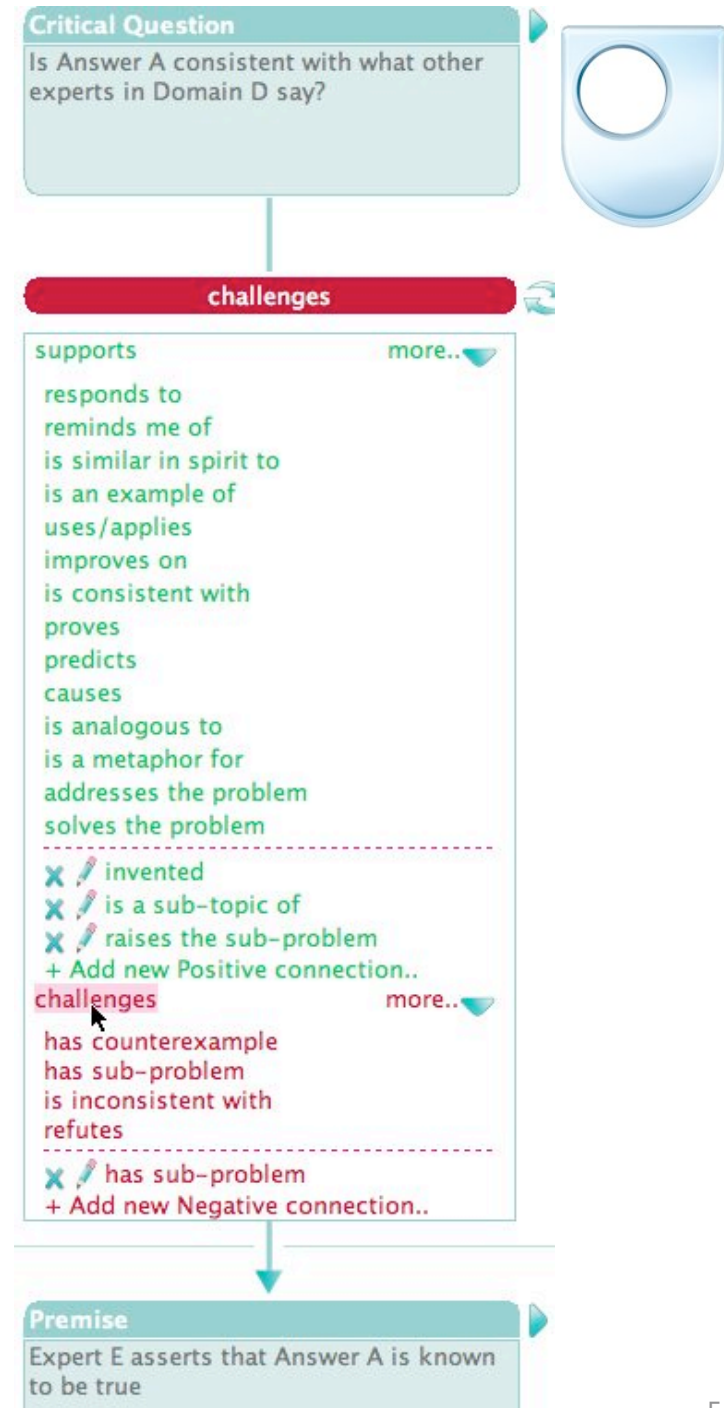 Critical Question
Is Answer A consistent with what other
experts in Domain D say?
challenges
supports more..
responds to
reminds me of
is similar in spirit to
is an example of
uses/applies
improves on
is consistent with
proves
predicts
causes
is analogous to
is a metaphor for
addresses the problem
solves the problem
invented
is a sub-topic of
raises the sub-problem
+ Add new Positive connection..
challenges more..
has counterexample
has sub-problem
is inconsistent with
refutes
has sub-problem
+ Add new Negative connection..
Premise
Expert E asserts that Answer A is known
to be true